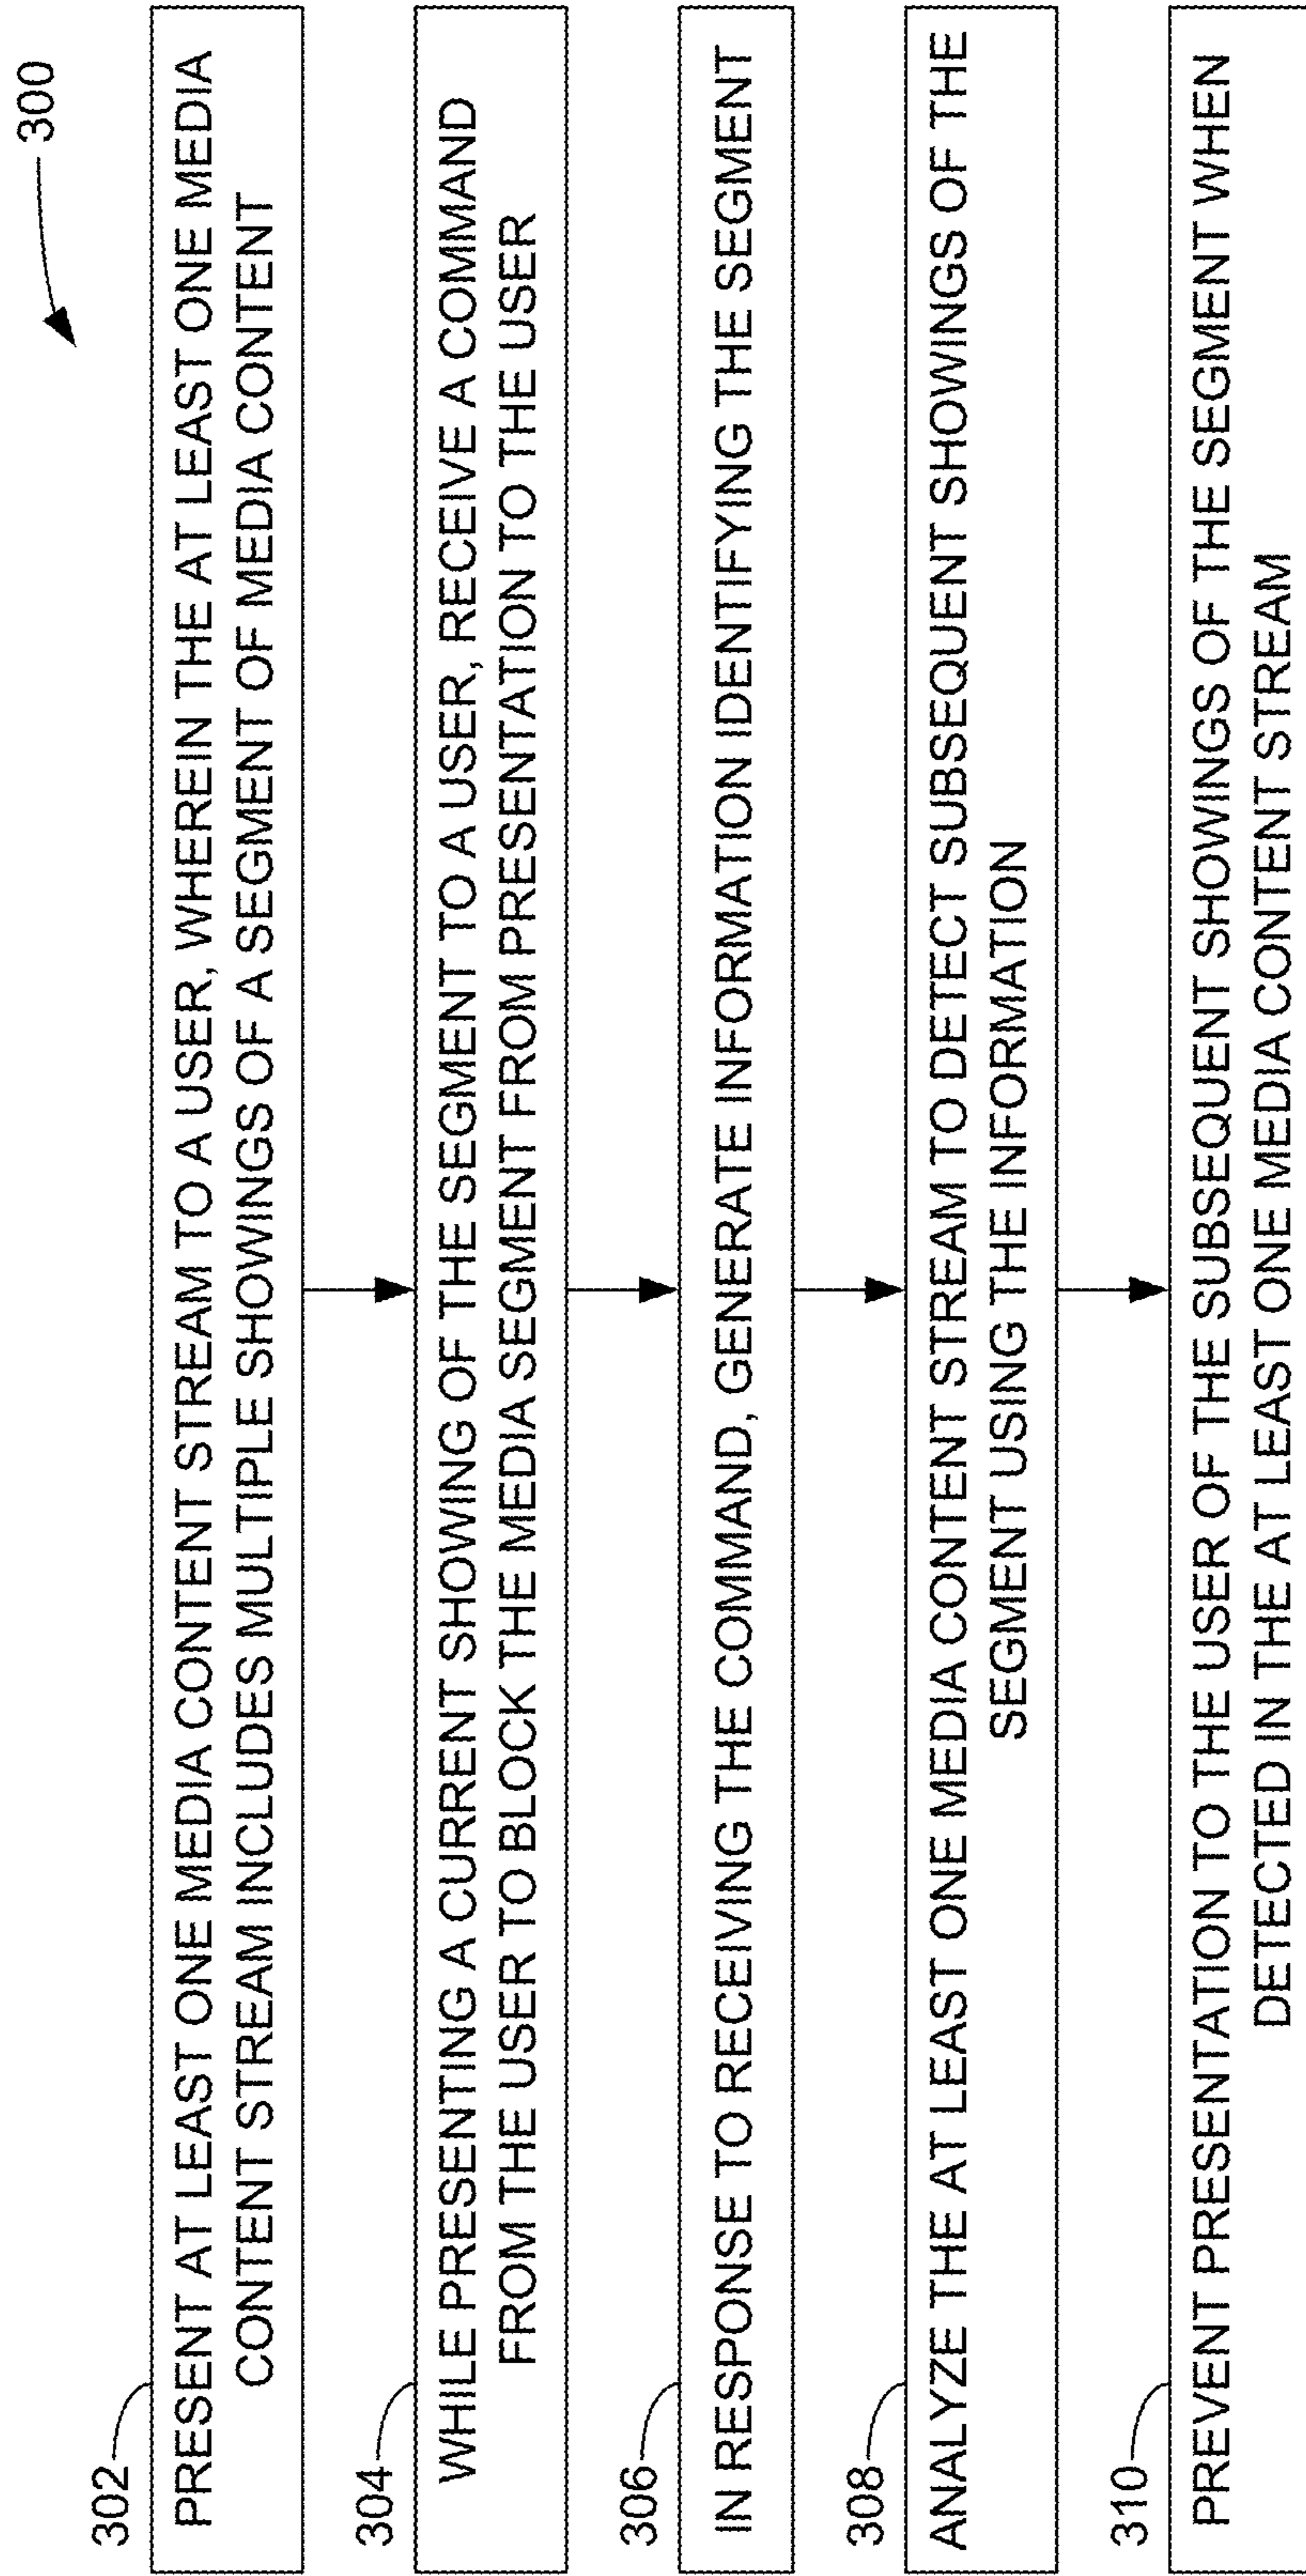 300
302
PRESENT AT LEAST ONE MEDIA CONTENT STREAM TO A USER, WHEREIN THE AT LEAST ONE MEDIA
CONTENT STREAM INCLUDES MULTIPLE SHOWINGS OF A SEGMENT OF MEDIA CONTENT
304
WHILE PRESENTING A CURRENT SHOWING OF THE SEGMENT TO A USER, RECEIVE A COMMAND
FROM THE USER TO BLOCK THE MEDIA SEGMENT FROM PRESENTATION TO THE USER
306
IN RESPONSE TO RECEIVING THE COMMAND, GENERATE INFORMATION IDENTIFYING THE SEGMENT
308
ANALYZE THE AT LEAST ONE MEDIA CONTENT STREAM TO DETECT SUBSEQUENT SHOWINGS OF THE
SEGMENT USING THE INFORMATION
310
PREVENT PRESENTATION TO THE USER OF THE SUBSEQUENT SHOWINGS OF THE SEGMENT WHEN
DETECTED IN THE AT LEAST ONE MEDIA CONTENT STREAM